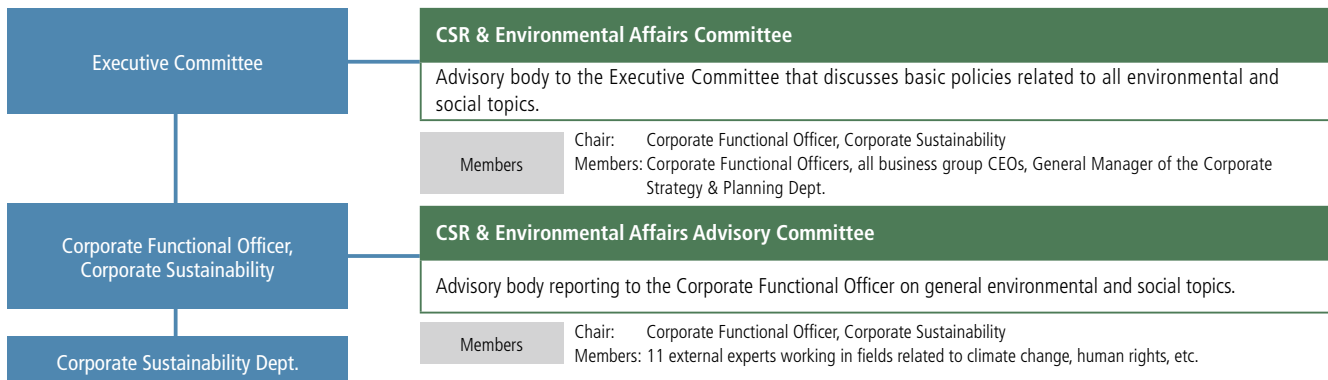 Executive Committee
CSR & Environmental Affairs Committee
Advisory body to the Executive Committee that discusses basic policies related to all environmental and
social topics.
Members
Chair: Corporate Functional Officer, Corporate Sustainability
Members: Corporate Functional Officers, all business group CEOs, General Manager of the Corporate
Strategy & Planning Dept.
Corporate Functional Officer,
Corporate Sustainability
CSR & Environmental Affairs Advisory Committee
Advisory body reporting to the Corporate Functional Officer on general environmental and social topics.
Members
Chair: Corporate Functional Officer, Corporate Sustainability
Members: 11 external experts working in fields related to climate change, human rights, etc.
Corporate Sustainability Dept.